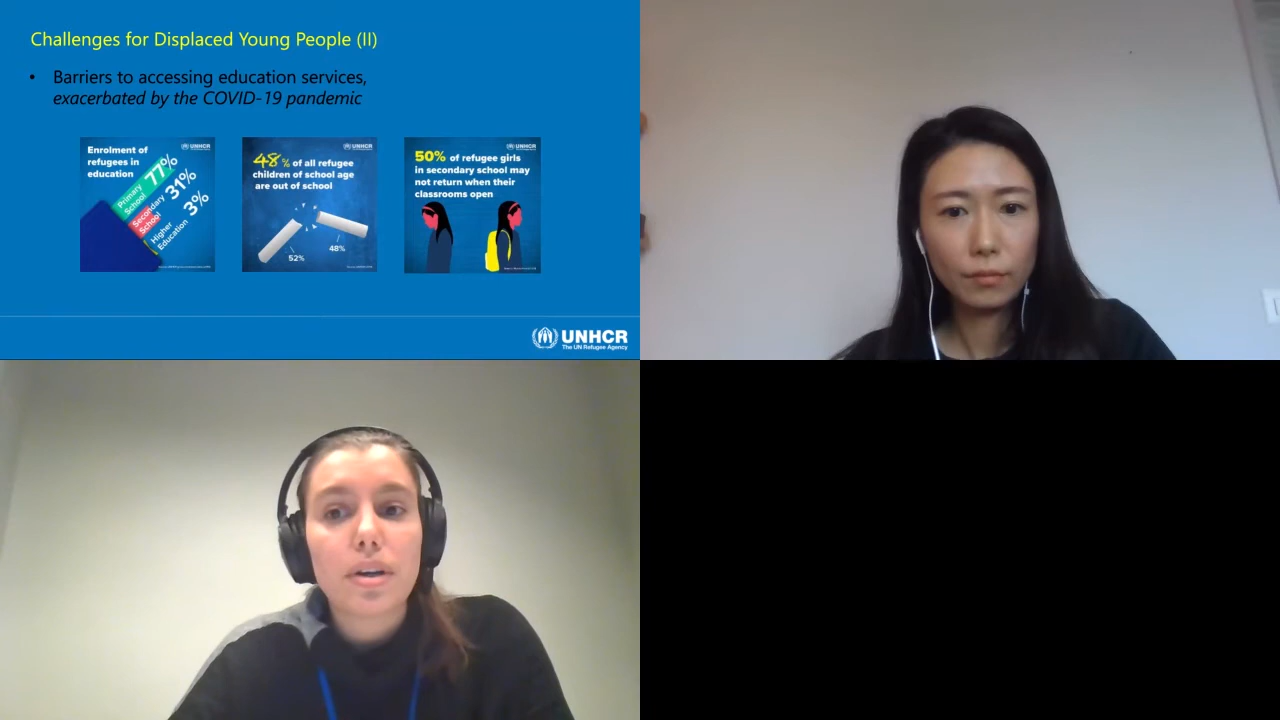 Challenges for Displaced Young People (II)
• Barriers to accessing education services,
exacerbated by the COVID-19 pandemic
Enrolment of
refugees in
education
UNHCR
Primary
School
77%
Secondary
School
31%
Higher
Education
3%
48% of all refugee
children of school age
are out of school
UNHCR
52%
48%
50% of refugee girls
in secondary school may
not return when their
classrooms open
UNHCR
UNHCR
The UN Refugee Agency